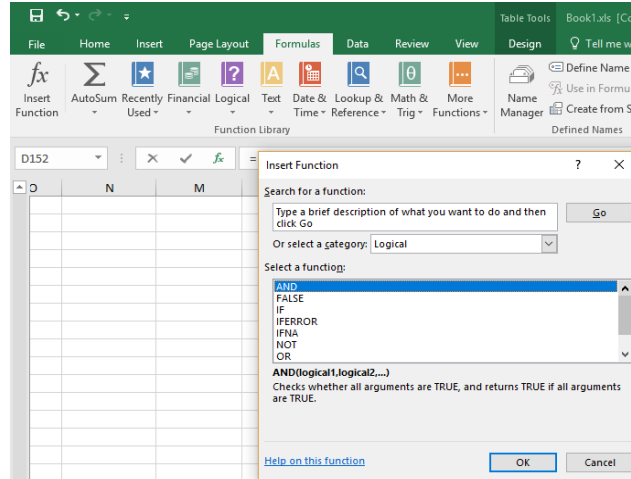 Table Tools Book1.xls [Co
File Home Insert Page Layout Formulas Data Review View Design Tell me w
fx Σ ? A θ
Insert Function
AutoSum
Recently Used
Financial
Logical
Text
Date & Time
Lookup & Reference
Math & Trig
More Functions
Name Manager
Define Name
Use in Formu
Create from S
Function Library Defined Names
D152 fx =
Insert Function ? ×
O N M
Search for a function:
Type a brief description of what you want to do and then
click Go
Go
Or select a category: Logical
Select a function:
AND
FALSE
IF
IFERROR
IFNA
NOT
OR
AND(logical1,logical2,...)
Checks whether all arguments are TRUE, and returns TRUE if all arguments
are TRUE.
Help on this function
OK Cancel